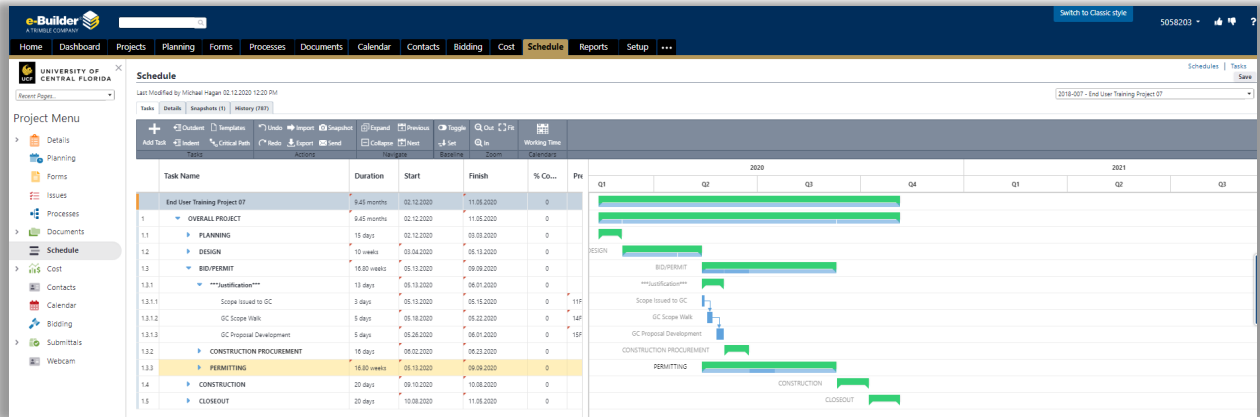 e-Builder
A TRIMBLE COMPANY
Switch to Classic style
5058203
?
Home Dashboard Projects Planning Forms Processes Documents Calendar Contacts Bidding Cost Schedule Reports Setup •••
UCF UNIVERSITY OF CENTRAL FLORIDA
Recent Pages...
Project Menu
Details
Planning
Forms
Issues
Processes
Documents
Schedule
Cost
Contacts
Calendar
Bidding
Submittals
Webcam
Schedules | Tasks
Schedule
Save
Last Modified by Michael Hagan 02.12.2020 12:20 PM
2018-007 - End User Training Project 07
Tasks Details Snapshots (1) History (787)
Outdent Templates Undo Import Snapshot Expand Previous Toggle Out Fit
Add Task Indent Critical Path Redo Export Send Collapse Next Set In Working Time
Tasks Actions Navigate Baseline Zoom Calendars
Task Name Duration Start Finish % Co... Pre
2020 2021
Q1 Q2 Q3 Q4 Q1 Q2 Q3
End User Training Project 07 9.45 months 02.12.2020 11.05.2020 0
1 OVERALL PROJECT 9.45 months 02.12.2020 11.05.2020 0
1.1 PLANNING 15 days 02.12.2020 03.03.2020 0
1.2 DESIGN 10 weeks 03.04.2020 05.13.2020 0 DESIGN
1.3 BID/PERMIT 16.80 weeks 05.13.2020 09.09.2020 0 BID/PERMIT
1.3.1 ***Justification*** 13 days 05.13.2020 06.01.2020 0 ***Justification***
1.3.1.1 Scope Issued to GC 3 days 05.13.2020 05.15.2020 0 11F Scope Issued to GC
1.3.1.2 GC Scope Walk 5 days 05.18.2020 05.22.2020 0 14F GC Scope Walk
1.3.1.3 GC Proposal Development 5 days 05.26.2020 06.01.2020 0 15F GC Proposal Development
1.3.2 CONSTRUCTION PROCUREMENT 16 days 06.02.2020 06.23.2020 0 CONSTRUCTION PROCUREMENT
1.3.3 PERMITTING 16.80 weeks 05.13.2020 09.09.2020 0 PERMITTING
1.4 CONSTRUCTION 20 days 09.10.2020 10.08.2020 0 CONSTRUCTION
1.5 CLOSEOUT 20 days 10.08.2020 11.05.2020 0 CLOSEOUT